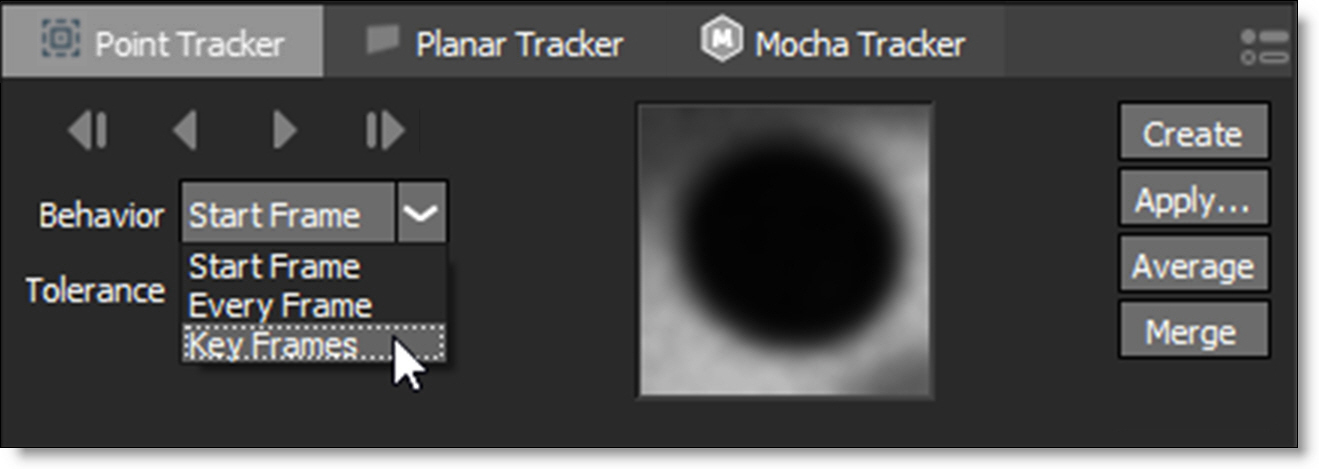 Point Tracker
Planar Tracker
M
Mocha Tracker
Behavior
Start Frame
Start Frame
Every Frame
Key Frames
Tolerance
Create
Apply...
Average
Merge